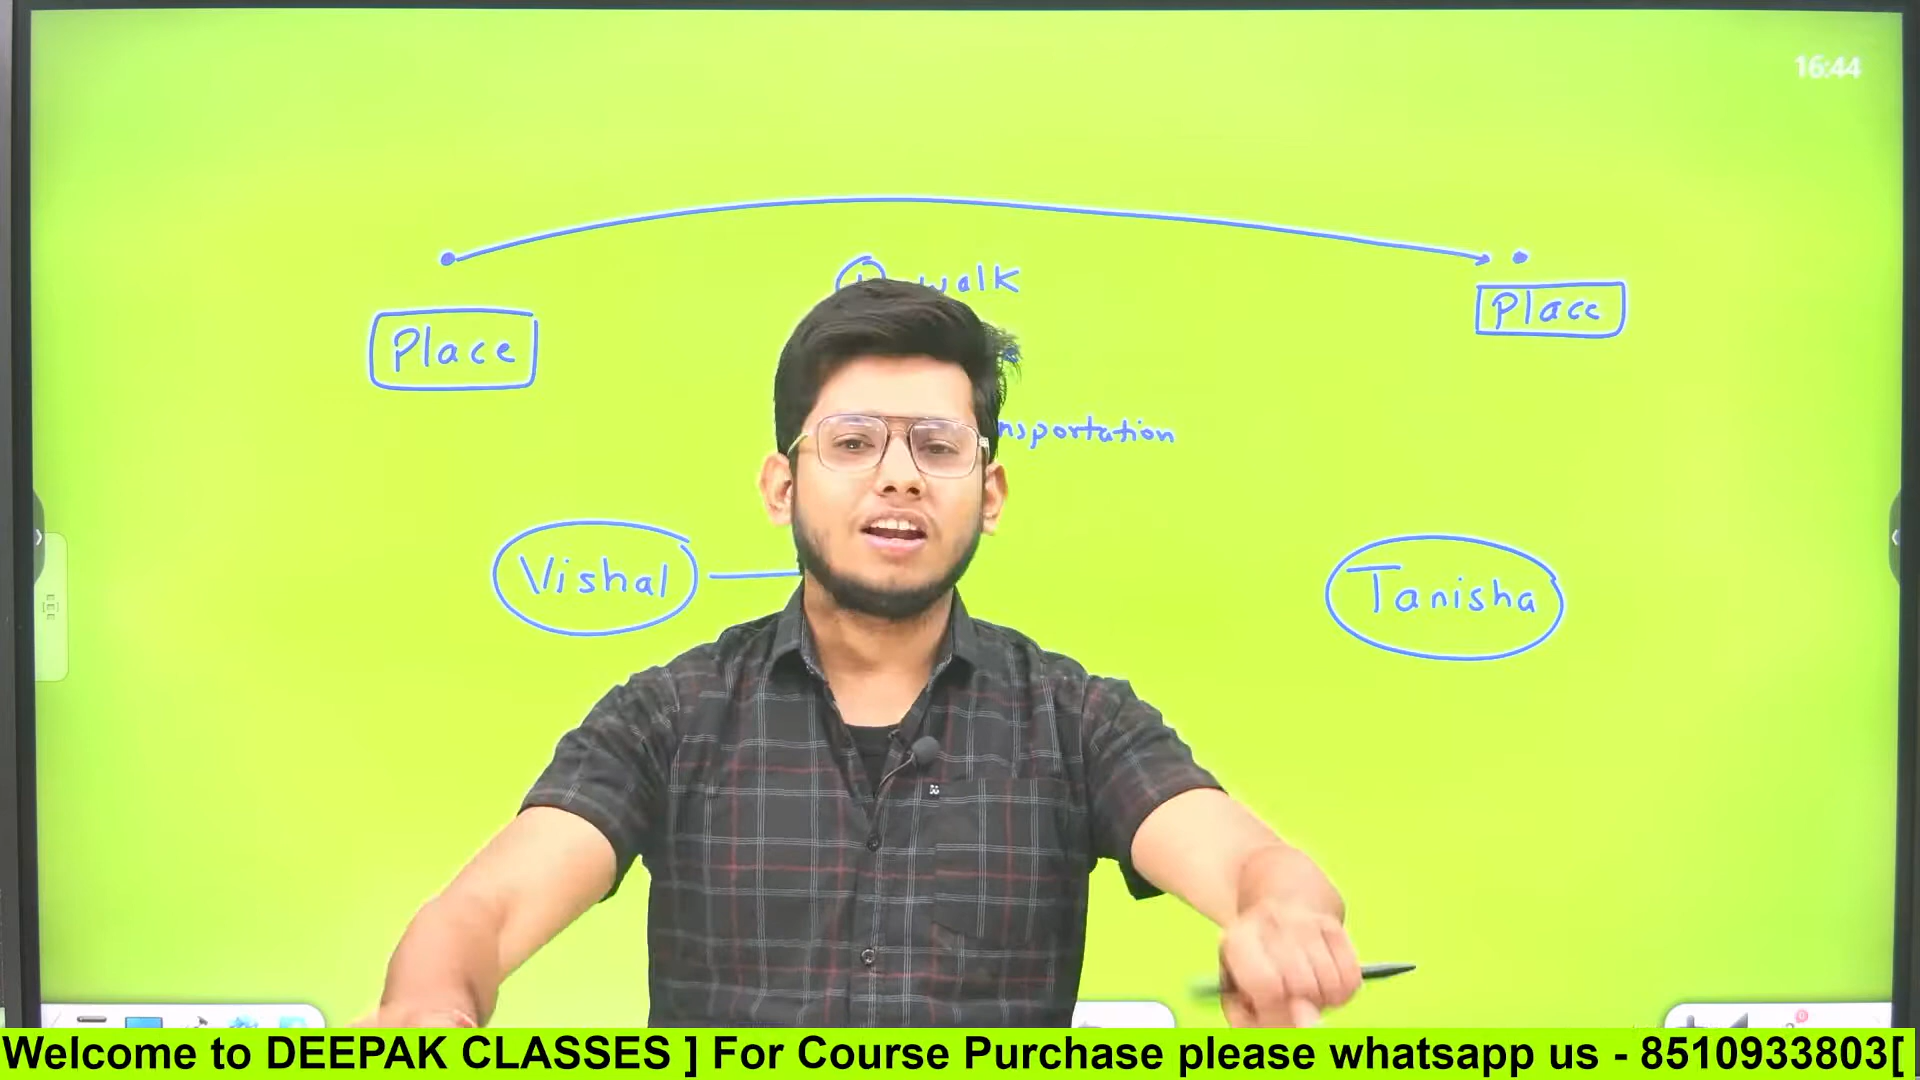 16:44
walk
Place
Place
nsportation
Vishal
Tanisha
Welcome to DEEPAK CLASSES ] For Course Purchase please whatsapp us - 8510933803[